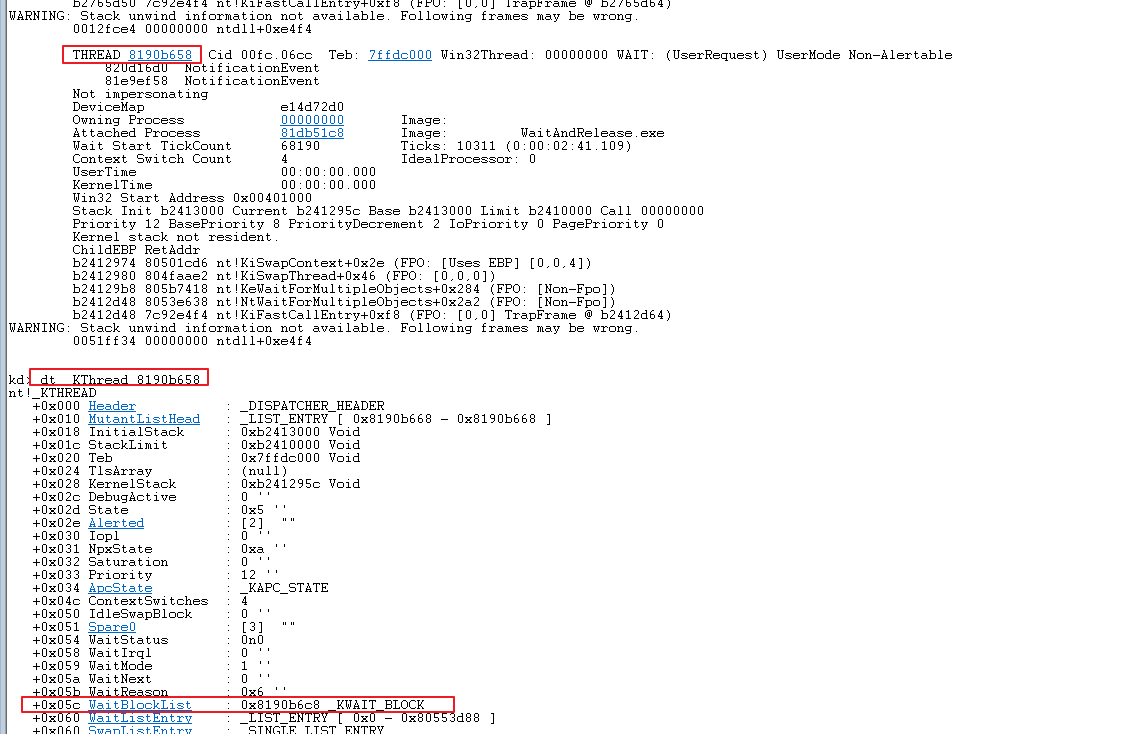 b2765d50 7c92e4f4 nt!KiFastCallEntry+0xf8 (FPO: [0,0] TrapFrame @ b2765d64)
WARNING: Stack unwind information not available. Following frames may be wrong.
0012fce4 00000000 ntdll+0xe4f4
THREAD 8190b658 Cid 00fc.06cc Teb: 7ffdc000 Win32Thread: 00000000 WAIT: (UserRequest) UserMode Non-Alertable
820d16d0 NotificationEvent
81e9ef58 NotificationEvent
Not impersonating
DeviceMap e14d72d0
Owning Process 00000000 Image:
Attached Process 81db51c8 Image: WaitAndRelease.exe
Wait Start TickCount 68190 Ticks: 10311 (0:00:02:41.109)
Context Switch Count 4 IdealProcessor: 0
UserTime 00:00:00.000
KernelTime 00:00:00.000
Win32 Start Address 0x00401000
Stack Init b2413000 Current b241295c Base b2413000 Limit b2410000 Call 00000000
Priority 12 BasePriority 8 PriorityDecrement 2 IoPriority 0 PagePriority 0
Kernel stack not resident.
ChildEBP RetAddr
b2412974 80501cd6 nt!KiSwapContext+0x2e (FPO: [Uses EBP] [0,0,4])
b2412980 804faae2 nt!KiSwapThread+0x46 (FPO: [0,0,0])
b24129b8 805b7418 nt!KeWaitForMultipleObjects+0x284 (FPO: [Non-Fpo])
b2412d48 8053e638 nt!NtWaitForMultipleObjects+0x2a2 (FPO: [Non-Fpo])
b2412d48 7c92e4f4 nt!KiFastCallEntry+0xf8 (FPO: [0,0] TrapFrame @ b2412d64)
WARNING: Stack unwind information not available. Following frames may be wrong.
0051ff34 00000000 ntdll+0xe4f4
kd> dt _KThread 8190b658
nt!_KTHREAD
+0x000 Header : _DISPATCHER_HEADER
+0x010 MutantListHead : _LIST_ENTRY [ 0x8190b668 - 0x8190b668 ]
+0x018 InitialStack : 0xb2413000 Void
+0x01c StackLimit : 0xb2410000 Void
+0x020 Teb : 0x7ffdc000 Void
+0x024 TlsArray : (null)
+0x028 KernelStack : 0xb241295c Void
+0x02c DebugActive : 0 ''
+0x02d State : 0x5 ''
+0x02e Alerted : [2] ""
+0x030 Iopl : 0 ''
+0x031 NpxState : 0xa ''
+0x032 Saturation : 0 ''
+0x033 Priority : 12 ''
+0x034 ApcState : _KAPC_STATE
+0x04c ContextSwitches : 4
+0x050 IdleSwapBlock : 0 ''
+0x051 Spare0 : [3] ""
+0x054 WaitStatus : 0n0
+0x058 WaitIrql : 0 ''
+0x059 WaitMode : 1 ''
+0x05a WaitNext : 0 ''
+0x05b WaitReason : 0x6 ''
+0x05c WaitBlockList : 0x8190b6c8 _KWAIT_BLOCK
+0x060 WaitListEntry : _LIST_ENTRY [ 0x0 - 0x80553d88 ]
+0x060 SwapListEntry : _SINGLE_LIST_ENTRY